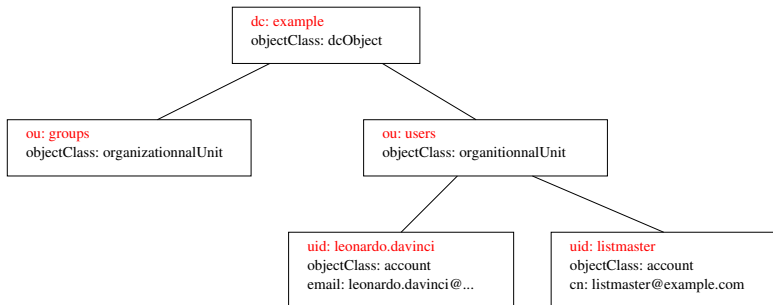 dc: example
objectClass: dcObject
ou: groups
objectClass: organizationnalUnit
ou: users
objectClass: organitionnalUnit
uid: leonardo.davinci
objectClass: account
email: leonardo.davinci@...
uid: listmaster
objectClass: account
cn: listmaster@example.com